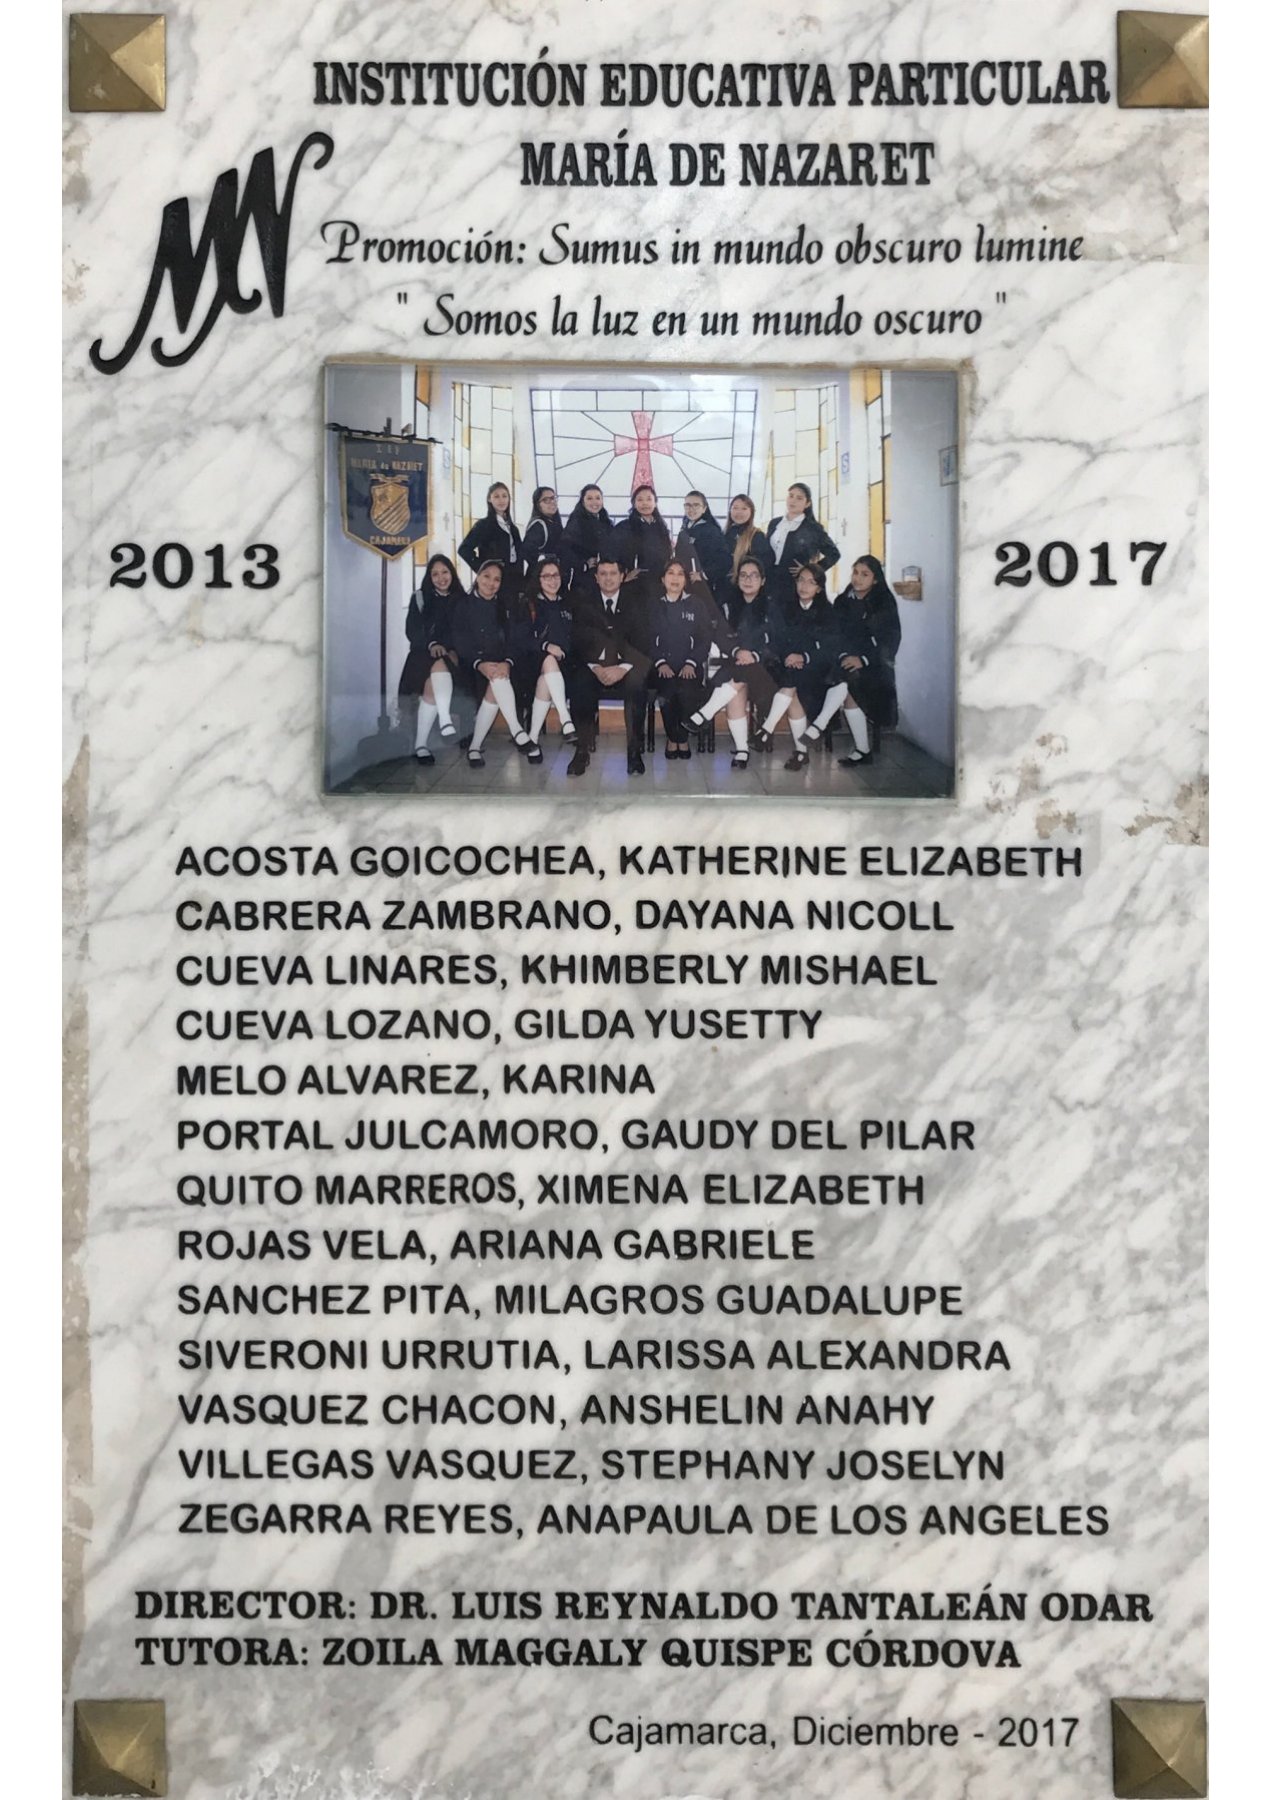 INSTITUCIÓN EDUCATIVA PARTICULAR
MARÍA DE NAZARET
MN
Promoción: Sumus in mundo obscuro lumine
" Somos la luz en un mundo oscuro "
MARIA de NAZARET
CAJAMARCA
2013
2017
ACOSTA GOICOCHEA, KATHERINE ELIZABETH
CABRERA ZAMBRANO, DAYANA NICOLL
CUEVA LINARES, KHIMBERLY MISHAEL
CUEVA LOZANO, GILDA YUSETTY
MELO ALVAREZ, KARINA
PORTAL JULCAMORO, GAUDY DEL PILAR
QUITO MARREROS, XIMENA ELIZABETH
ROJAS VELA, ARIANA GABRIELE
SANCHEZ PITA, MILAGROS GUADALUPE
SIVERONI URRUTIA, LARISSA ALEXANDRA
VASQUEZ CHACON, ANSHELIN ANAHY
VILLEGAS VASQUEZ, STEPHANY JOSELYN
ZEGARRA REYES, ANAPAULA DE LOS ANGELES
DIRECTOR: DR. LUIS REYNALDO TANTALEÁN ODAR
TUTORA: ZOILA MAGGALY QUISPE CÓRDOVA
Cajamarca, Diciembre - 2017